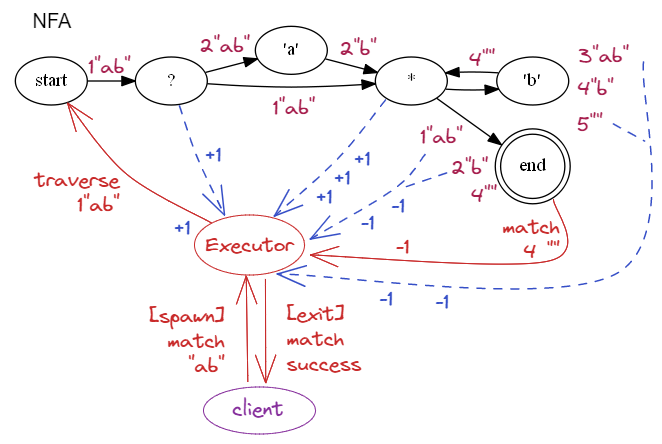 NFA
start
1"ab"
?
2"ab"
'a'
2"b"
1"ab"
*
4""
'b'
3"ab"
4"b"
5""
1"ab"
2"b"
4""
end
+1
+1
+1
+1
+1
-1
-1
traverse
1"ab"
Executor
match
4 ""
-1
-1
-1
[spawn]
match
"ab"
[exit]
match
success
client